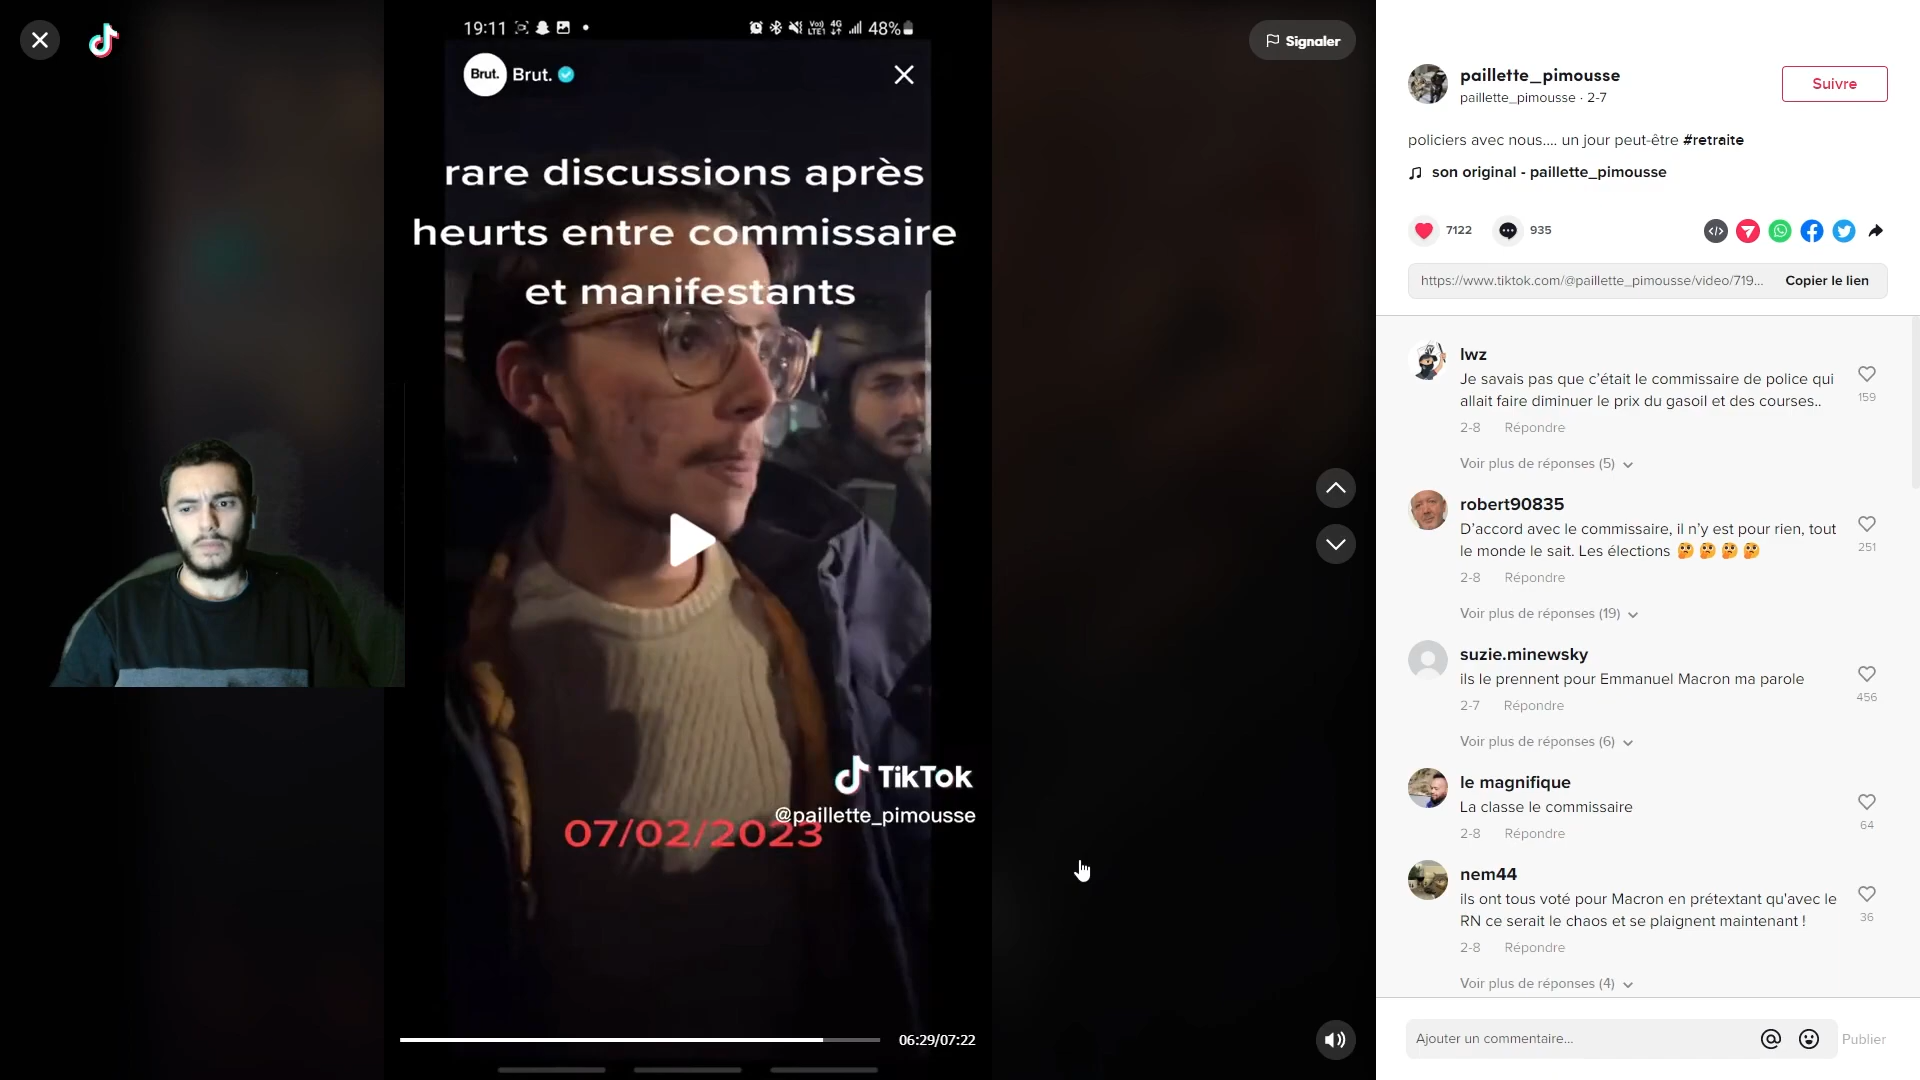 19:11
Vo)) LTE1 4G 48%
Signaler
Brut. Brut.
rare discussions après
heurts entre commissaire
et manifestants
TikTok
@paillette_pimousse
07/02/2023
06:29/07:22
paillette_pimousse
paillette_pimousse · 2-7
Suivre
policiers avec nous.... un jour peut-être #retraite
son original - paillette_pimousse
7122 935
https://www.tiktok.com/@paillette_pimousse/video/719... Copier le lien
lwz
Je savais pas que c’était le commissaire de police qui
allait faire diminuer le prix du gasoil et des courses..
159
2-8 Répondre
Voir plus de réponses (5)
robert90835
D’accord avec le commissaire, il n’y est pour rien, tout
le monde le sait. Les élections 🤔 🤔 🤔 🤔
251
2-8 Répondre
Voir plus de réponses (19)
suzie.minewsky
ils le prennent pour Emmanuel Macron ma parole
456
2-7 Répondre
Voir plus de réponses (6)
le magnifique
La classe le commissaire
64
2-8 Répondre
nem44
ils ont tous voté pour Macron en prétextant qu'avec le
RN ce serait le chaos et se plaignent maintenant !
36
2-8 Répondre
Voir plus de réponses (4)
Ajouter un commentaire... Publier